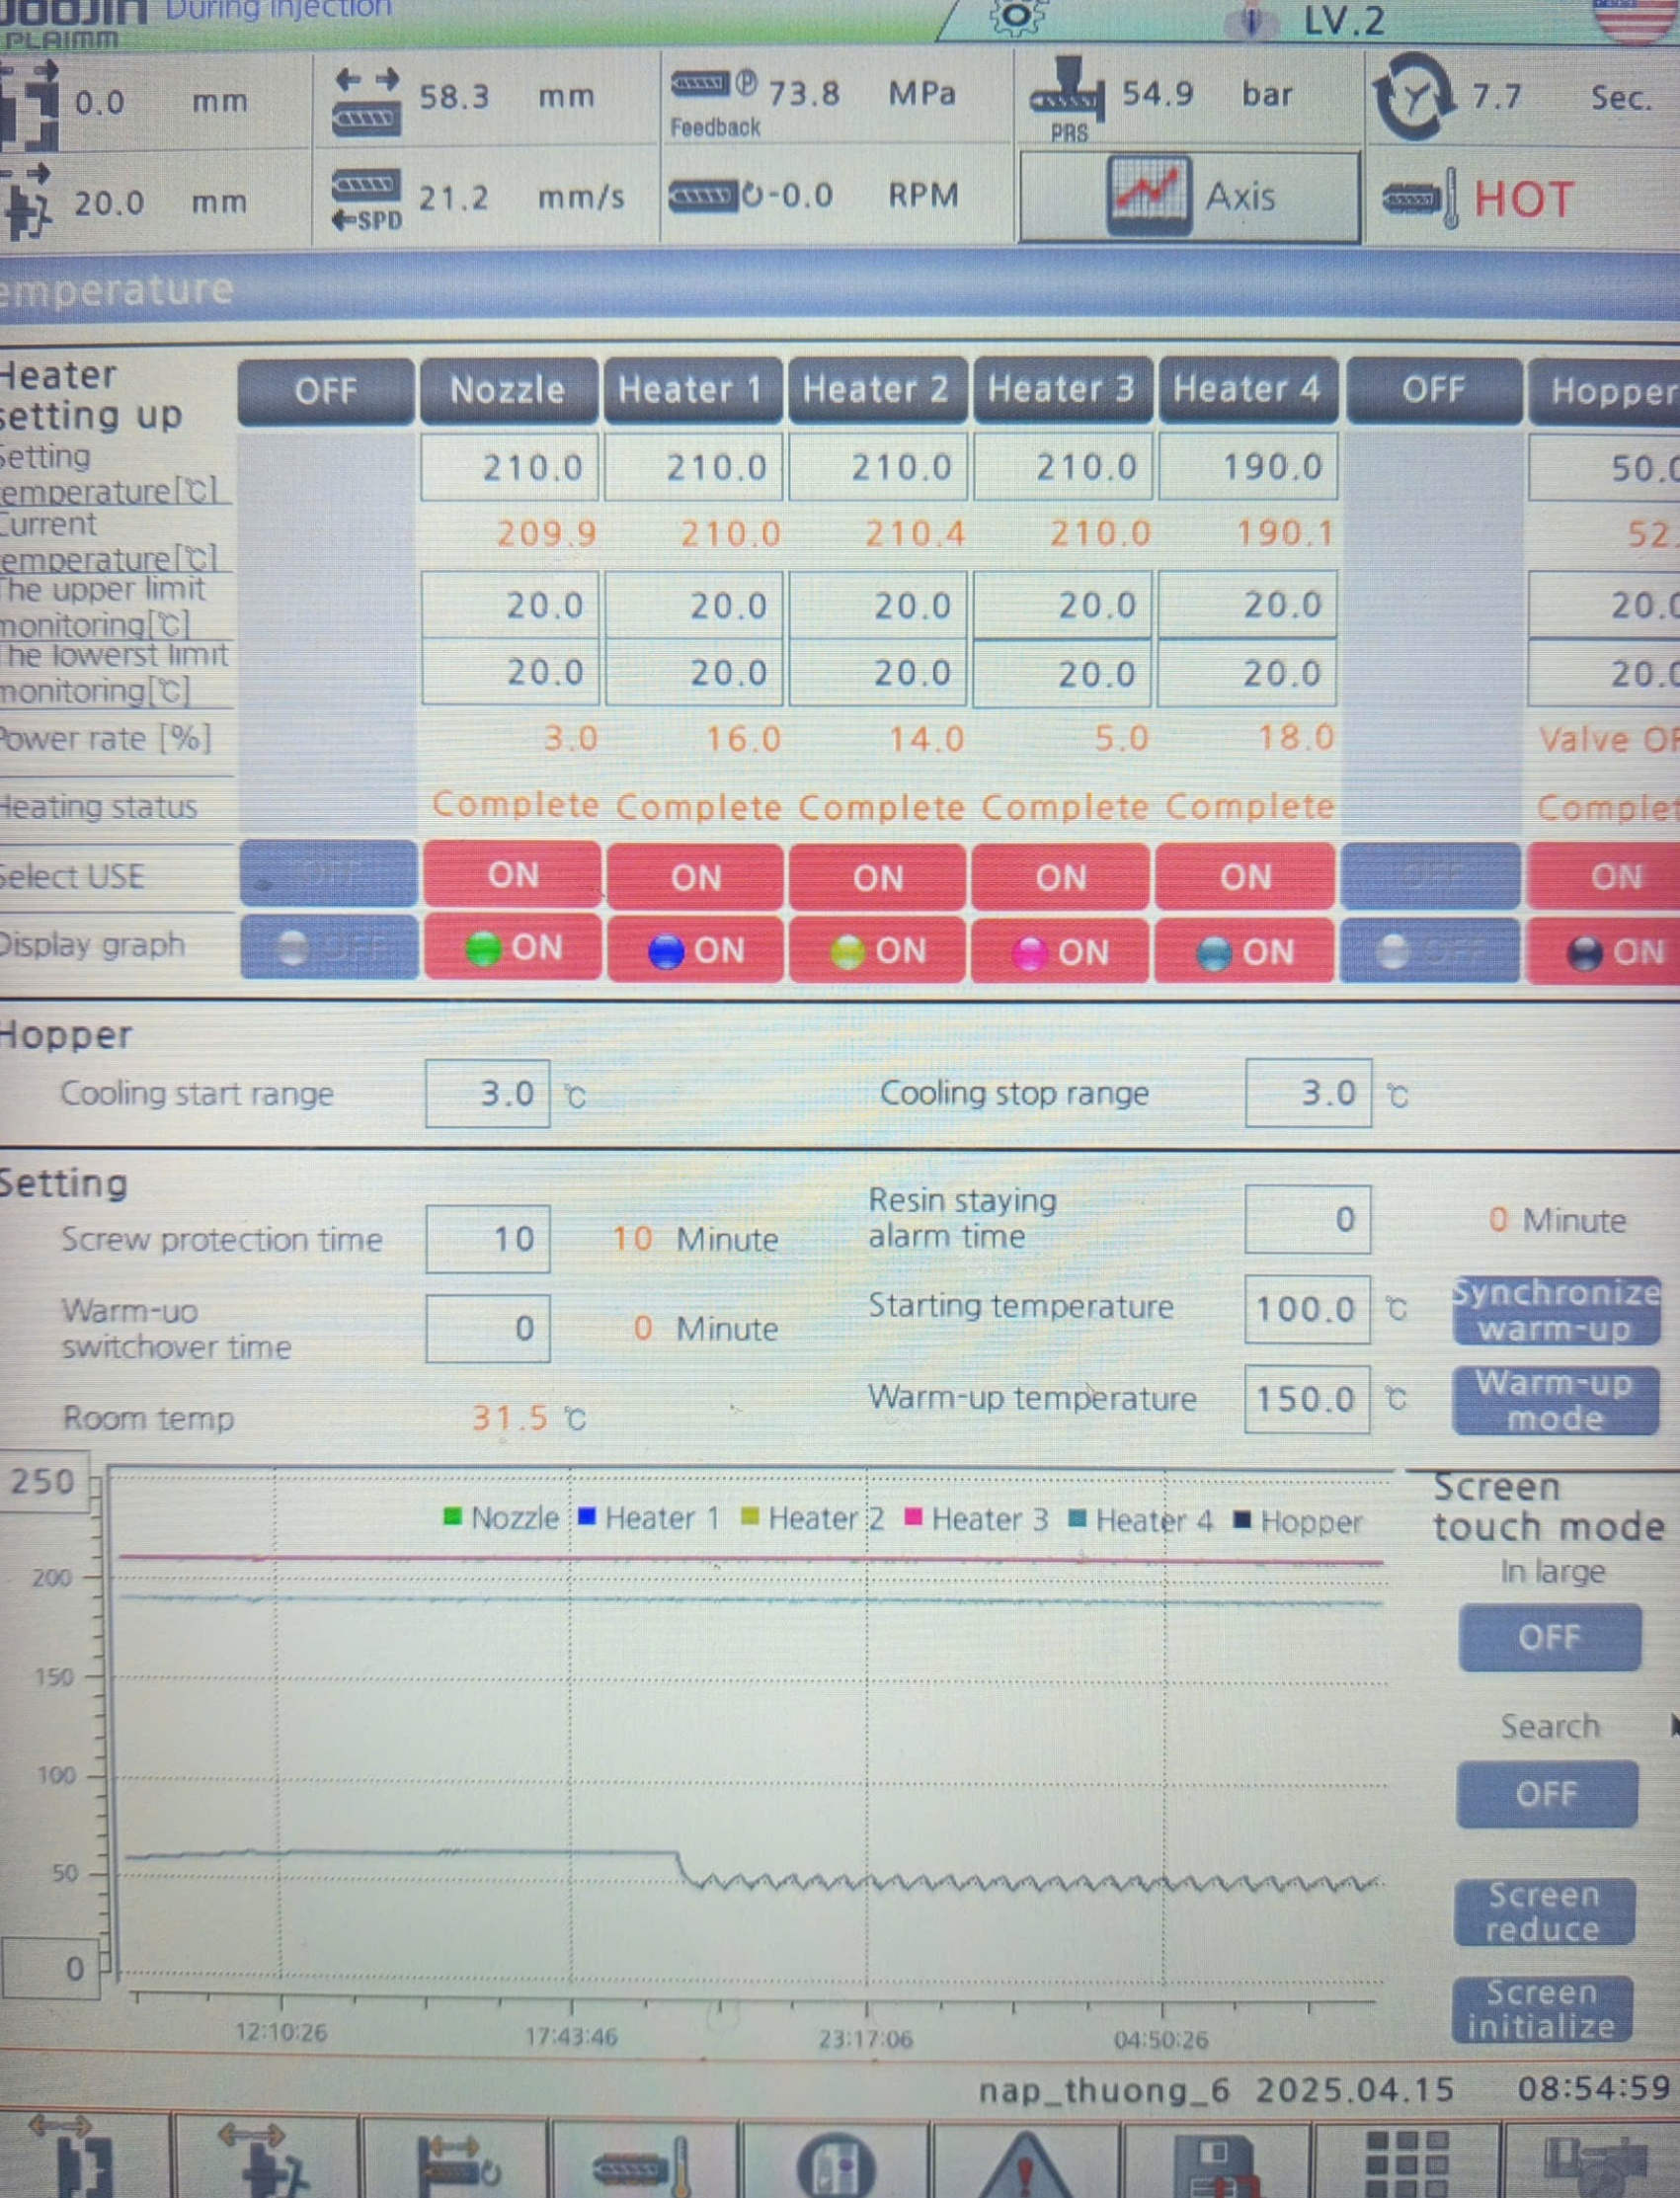 WOOJIN During Injection LV.2
PLAIMM
0.0 mm 58.3 mm P 73.8 MPa 54.9 bar 7.7 Sec.
Feedback PRS
20.0 mm 21.2 mm/s -0.0 RPM Axis HOT
←SPD
emperature
Heater setting up OFF Nozzle Heater 1 Heater 2 Heater 3 Heater 4 OFF Hopper
Setting temperature[℃] 210.0 210.0 210.0 210.0 190.0 50.0
Current temperature[℃] 209.9 210.0 210.4 210.0 190.1 52.
The upper limit monitoring[℃] 20.0 20.0 20.0 20.0 20.0 20.0
The lowerst limit monitoring[℃] 20.0 20.0 20.0 20.0 20.0 20.0
Power rate [%] 3.0 16.0 14.0 5.0 18.0 Valve OF
Heating status Complete Complete Complete Complete Complete Complet
Select USE OFF ON ON ON ON ON OFF ON
Display graph OFF ON ON ON ON ON OFF ON
Hopper
Cooling start range 3.0 ℃ Cooling stop range 3.0 ℃
Setting
Screw protection time 10 10 Minute Resin staying alarm time 0 0 Minute
Warm-uo switchover time 0 0 Minute Starting temperature 100.0 ℃ Synchronize warm-up
Room temp 31.5 ℃ Warm-up temperature 150.0 ℃ Warm-up mode
250 Screen touch mode
Nozzle Heater 1 Heater 2 Heater 3 Heater 4 Hopper
200 In large
OFF
150
Search
100 OFF
50 Screen reduce
0 Screen initialize
12:10:26 17:43:46 23:17:06 04:50:26
nap_thuong_6 2025.04.15 08:54:59